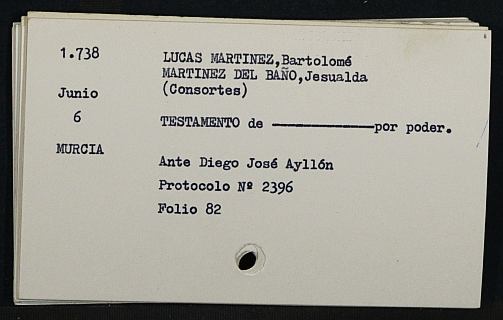 1.738
LUCAS MARTINEZ,Bartolomé
MARTINEZ DEL BAÑO,Jesualda
(Consortes)
Junio
6
TESTAMENTO de ——————————por poder.
MURCIA
Ante Diego José Ayllón
Protocolo Nº 2396
Folio 82